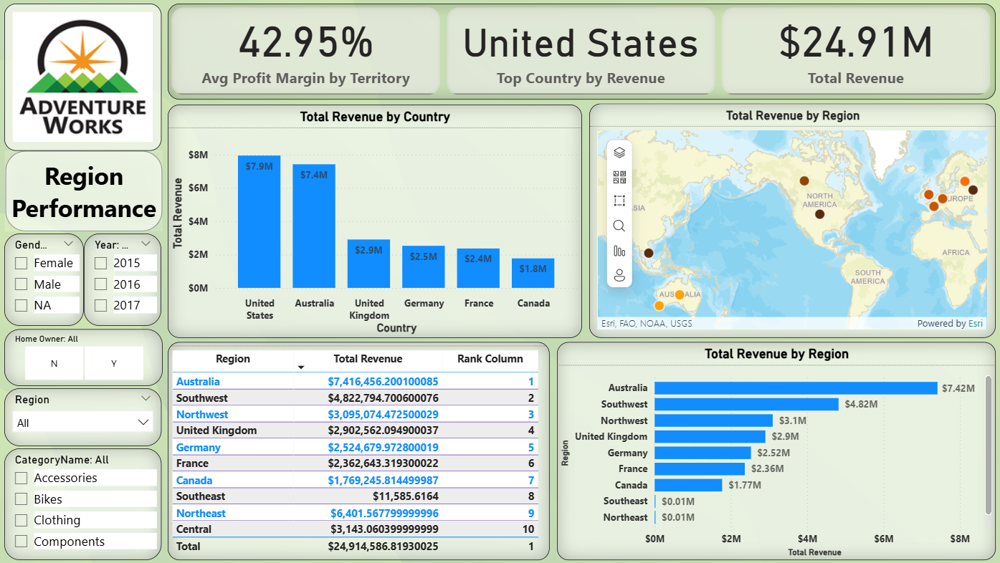 ADVENTURE
WORKS
42.95%
Avg Profit Margin by Territory
United States
Top Country by Revenue
$24.91M
Total Revenue
Region
Performance
Gend...
Female
Male
NA
Year: ...
2015
2016
2017
Home Owner: All
N
Y
Region
All
CategoryName: All
Accessories
Bikes
Clothing
Components
Total Revenue by Country
Total Revenue
$8M
$6M
$4M
$2M
$0M
$7.9M
$7.4M
$2.9M
$2.5M
$2.4M
$1.8M
United
States
Australia
United
Kingdom
Germany
France
Canada
Country
Total Revenue by Region
NORTH
AMERICA
SOUTH
AMERICA
AFRICA
Esri, FAO, NOAA, USGS
Powered by Esri
Region Total Revenue Rank Column
Australia $7,416,456.200100085 1
Southwest $4,822,794.700600076 2
Northwest $3,095,074.472500029 3
United Kingdom $2,902,562.094900037 4
Germany $2,524,679.972800019 5
France $2,362,643.319300022 6
Canada $1,769,245.814499987 7
Southeast $11,585.6164 8
Northeast $6,401.567799999996 9
Central $3,143.060399999999 10
Total $24,914,586.81930025 1
Total Revenue by Region
Region
Australia $7.42M
Southwest $4.82M
Northwest $3.1M
United Kingdom $2.9M
Germany $2.52M
France $2.36M
Canada $1.77M
Southeast $0.01M
Northeast $0.01M
$0M $2M $4M $6M $8M
Total Revenue